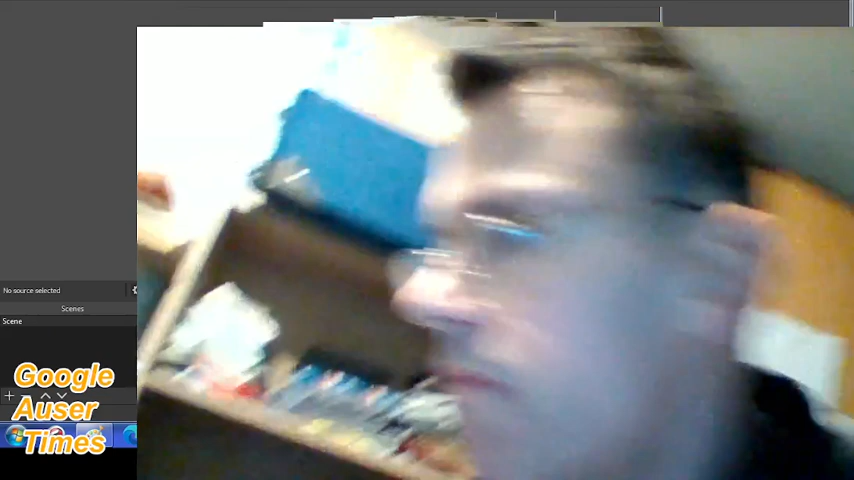 No source selected
Scenes
Scene
Google
Auser
Times